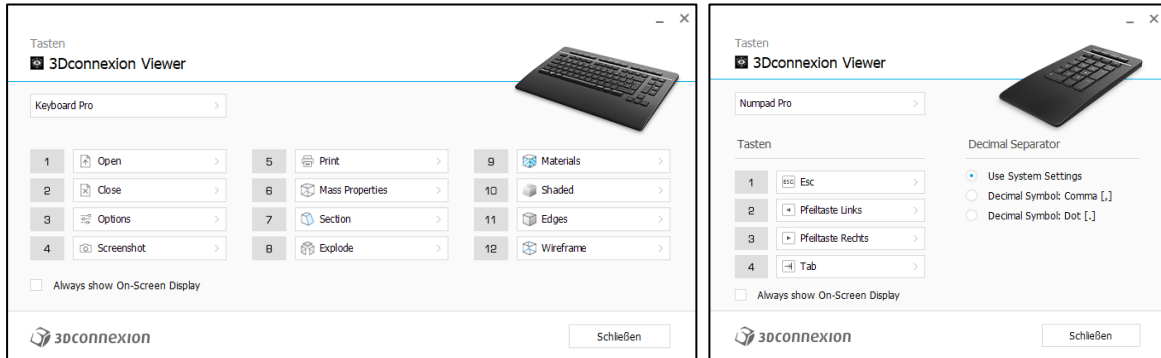 Tasten
3Dconnexion Viewer
Keyboard Pro
1 Open
2 Close
3 Options
4 Screenshot
5 Print
6 Mass Properties
7 Section
8 Explode
9 Materials
10 Shaded
11 Edges
12 Wireframe
Always show On-Screen Display
3Dconnexion
Schließen
Tasten
3Dconnexion Viewer
Numpad Pro
Tasten
1 ESC Esc
2 Pfeiltaste Links
3 Pfeiltaste Rechts
4 Tab
Decimal Separator
Use System Settings
Decimal Symbol: Comma [,]
Decimal Symbol: Dot [.]
Always show On-Screen Display
3Dconnexion
Schließen